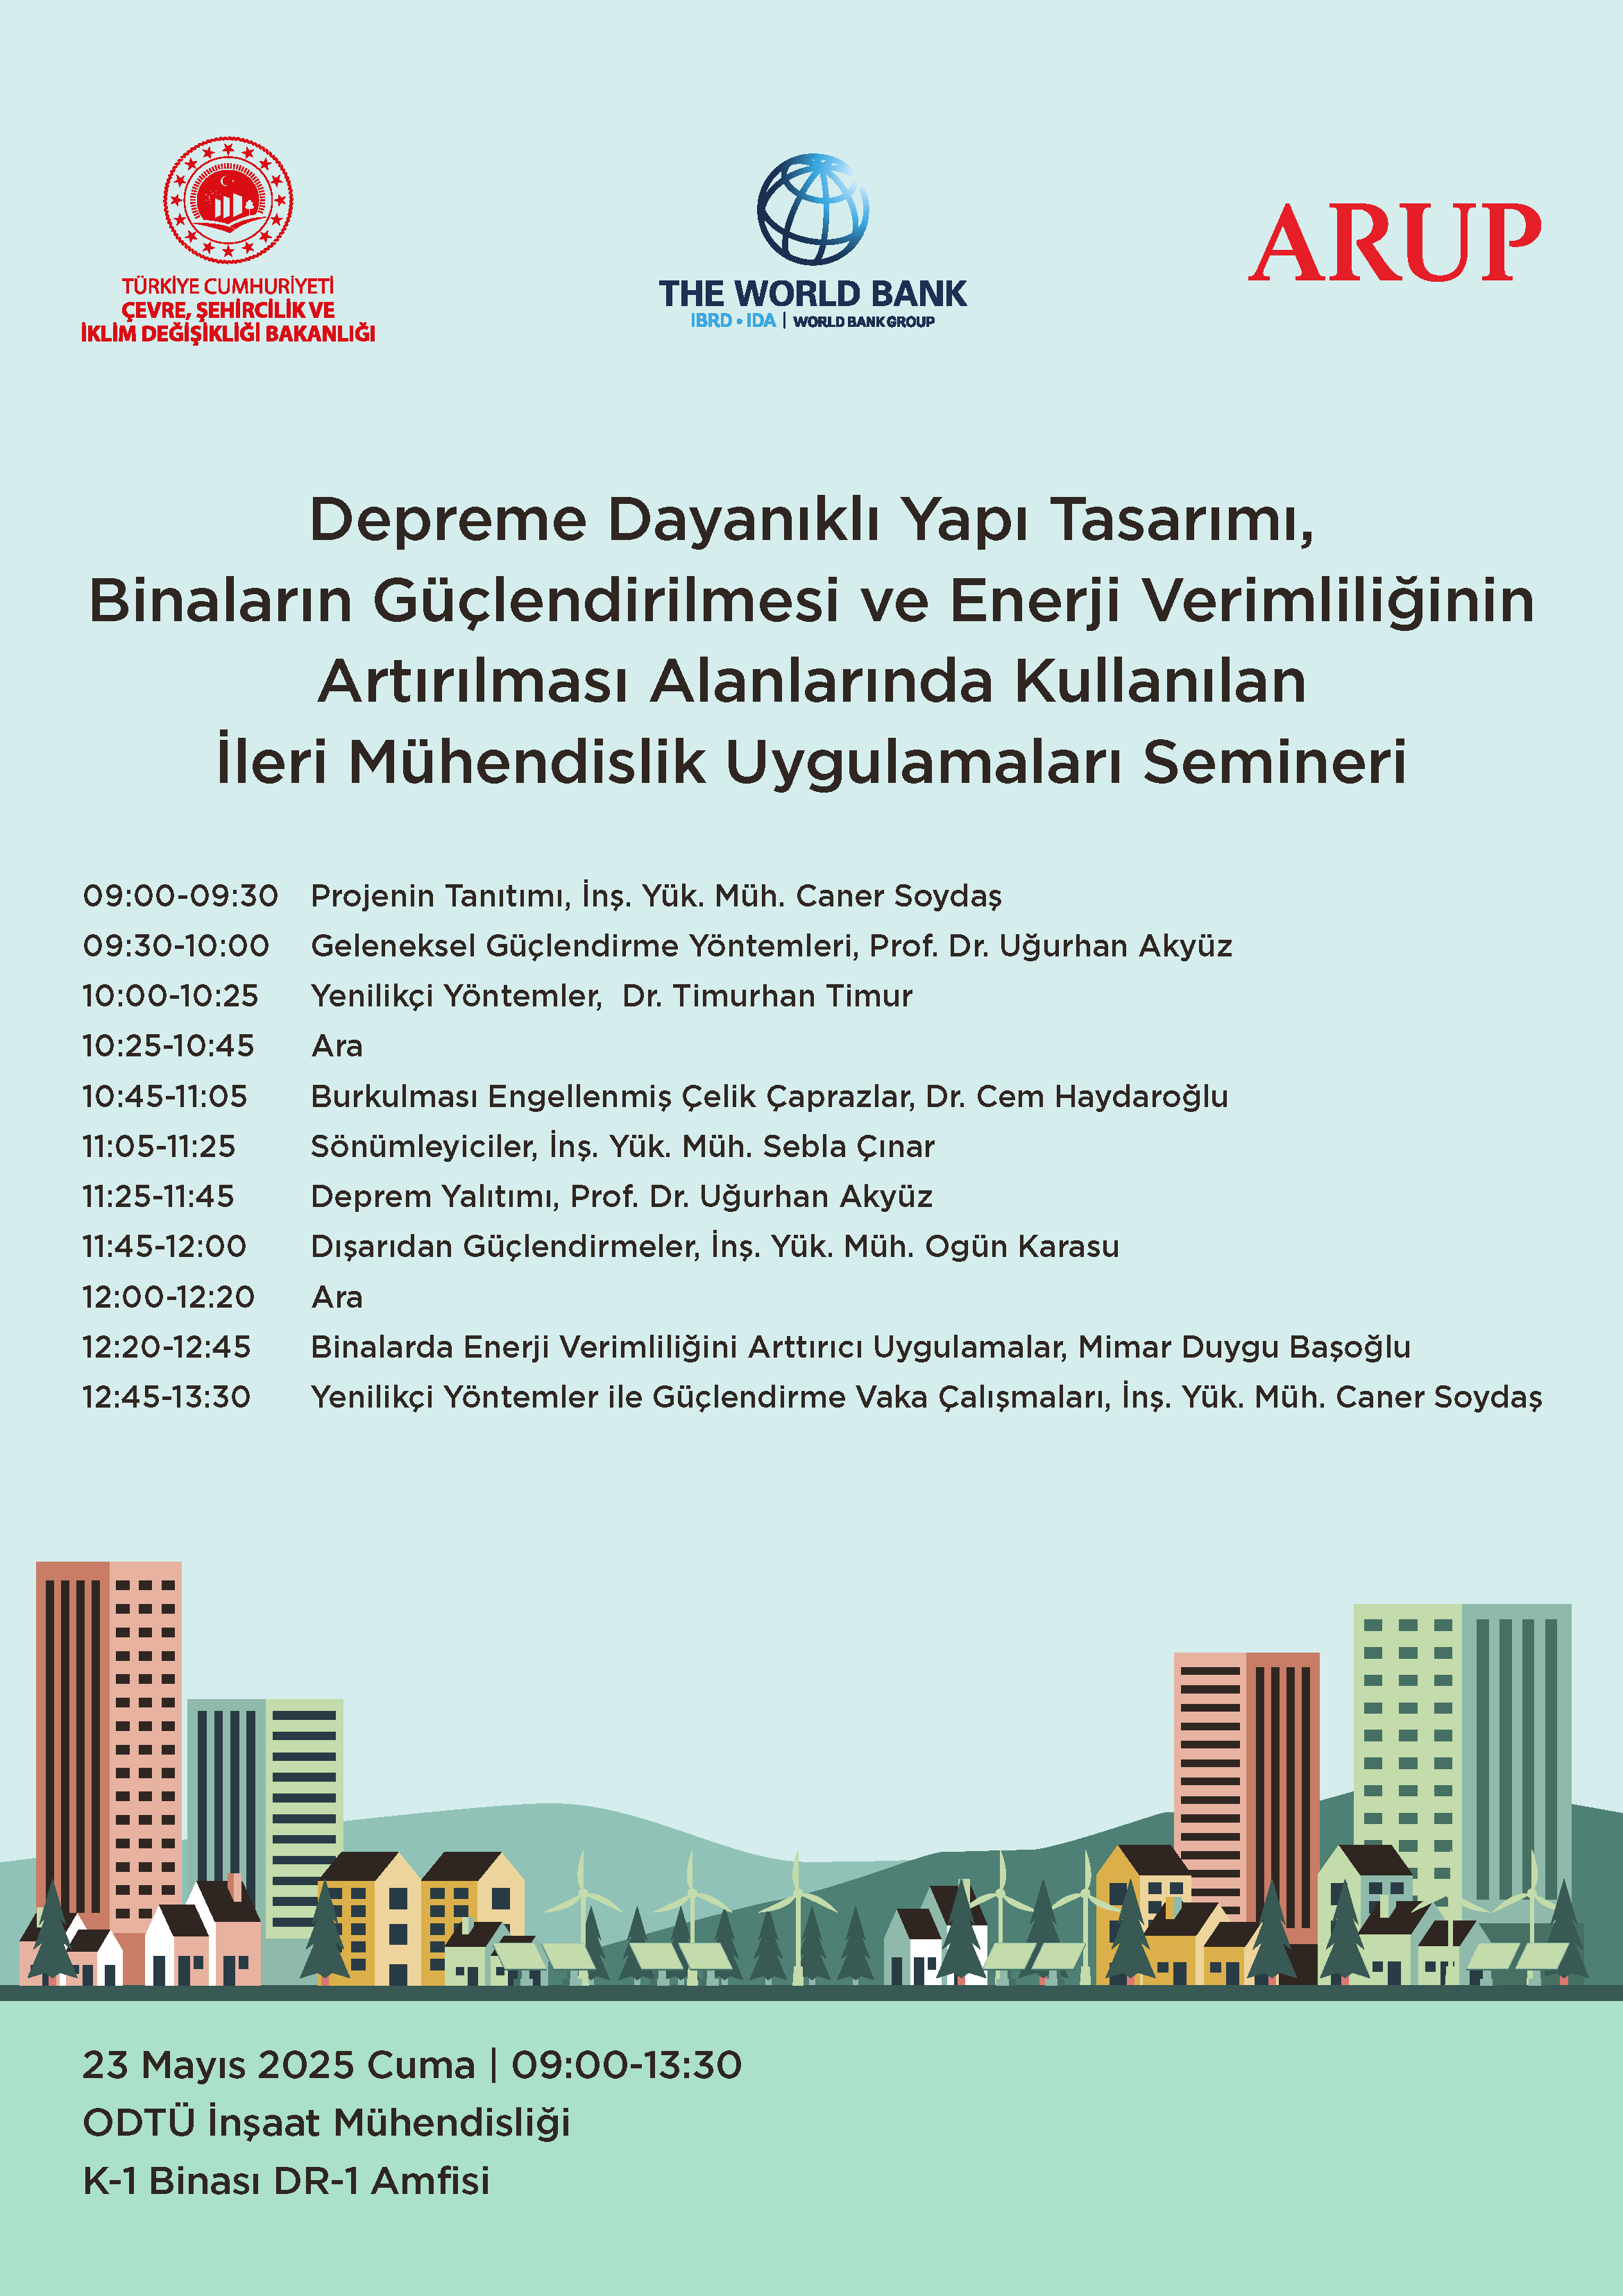 TÜRKİYE CUMHURİYETİ
ÇEVRE, ŞEHİRCİLİK VE
İKLİM DEĞİŞİKLİĞİ BAKANLIĞI
THE WORLD BANK
IBRD • IDA | WORLD BANK GROUP
ARUP
Depreme Dayanıklı Yapı Tasarımı,
Binaların Güçlendirilmesi ve Enerji Verimliliğinin
Artırılması Alanlarında Kullanılan
İleri Mühendislik Uygulamaları Semineri
09:00-09:30 Projenin Tanıtımı, İnş. Yük. Müh. Caner Soydaş
09:30-10:00 Geleneksel Güçlendirme Yöntemleri, Prof. Dr. Uğurhan Akyüz
10:00-10:25 Yenilikçi Yöntemler, Dr. Timurhan Timur
10:25-10:45 Ara
10:45-11:05 Burkulması Engellenmiş Çelik Çaprazlar, Dr. Cem Haydaroğlu
11:05-11:25 Sönümleyiciler, İnş. Yük. Müh. Sebla Çınar
11:25-11:45 Deprem Yalıtımı, Prof. Dr. Uğurhan Akyüz
11:45-12:00 Dışarıdan Güçlendirmeler, İnş. Yük. Müh. Ogün Karasu
12:00-12:20 Ara
12:20-12:45 Binalarda Enerji Verimliliğini Arttırıcı Uygulamalar, Mimar Duygu Başoğlu
12:45-13:30 Yenilikçi Yöntemler ile Güçlendirme Vaka Çalışmaları, İnş. Yük. Müh. Caner Soydaş
23 Mayıs 2025 Cuma | 09:00-13:30
ODTÜ İnşaat Mühendisliği
K-1 Binası DR-1 Amfisi